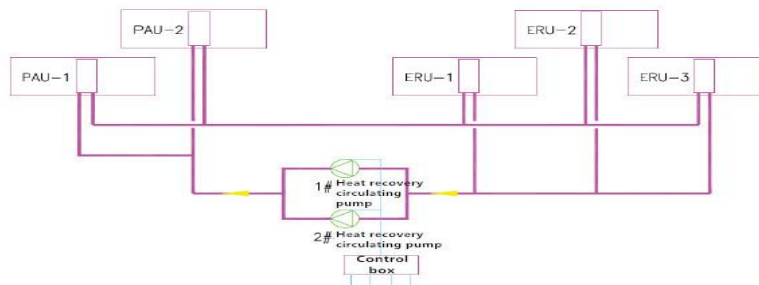 PAU-2
ERU-2
PAU-1
ERU-1
ERU-3
1# Heat recovery
circulating
pump
2# Heat recovery
circulating pump
Control
box